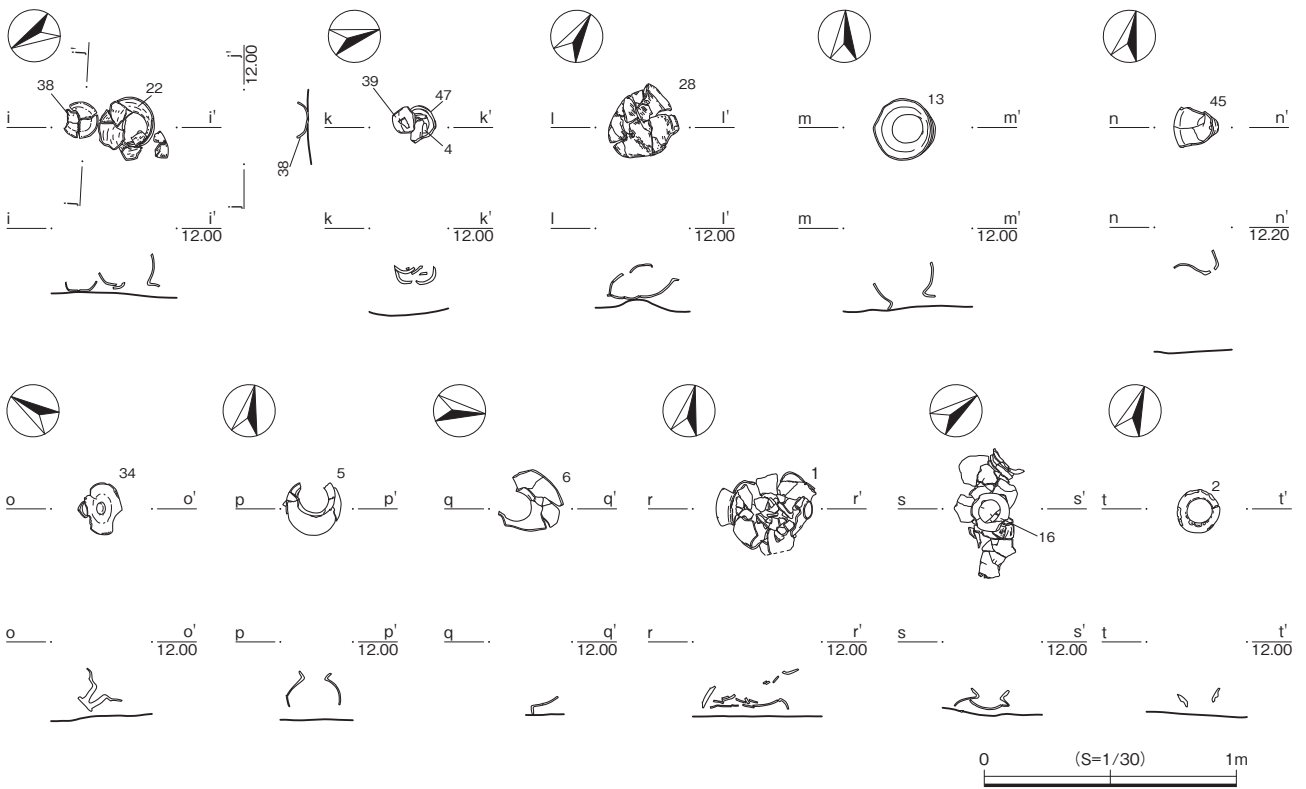 38 22
i i'
j j'
12.00
i i'
12.00
j j'
38
39 47
k k'
4
k k'
12.00
28
l l'
l l'
12.00
13
m m'
m m'
12.00
45
n n'
n n'
12.20
34
o o'
o o'
12.00
5
p p'
p p'
12.00
6
q q'
q q'
12.00
1
r r'
r r'
12.00
s s'
16
s s'
12.00
2
t t'
t t'
12.00
0 (S=1/30) 1m